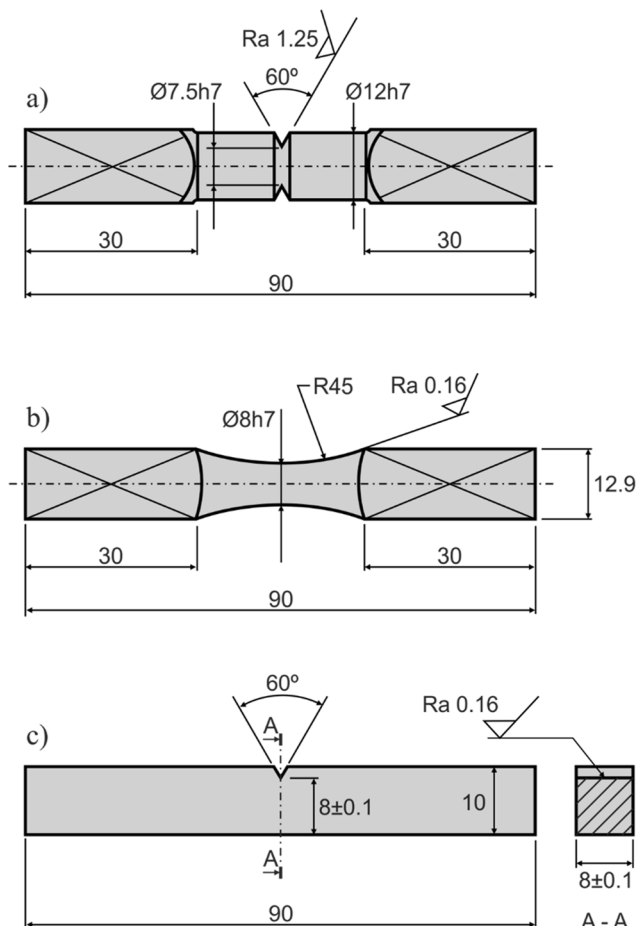 Ra 1.25
60º
Ø7.5h7
Ø12h7
a)
30
30
90
R45
Ra 0.16
b)
Ø8h7
12.9
30
30
90
60º
Ra 0.16
A
c)
8±0.1
10
A
8±0.1
90
A - A